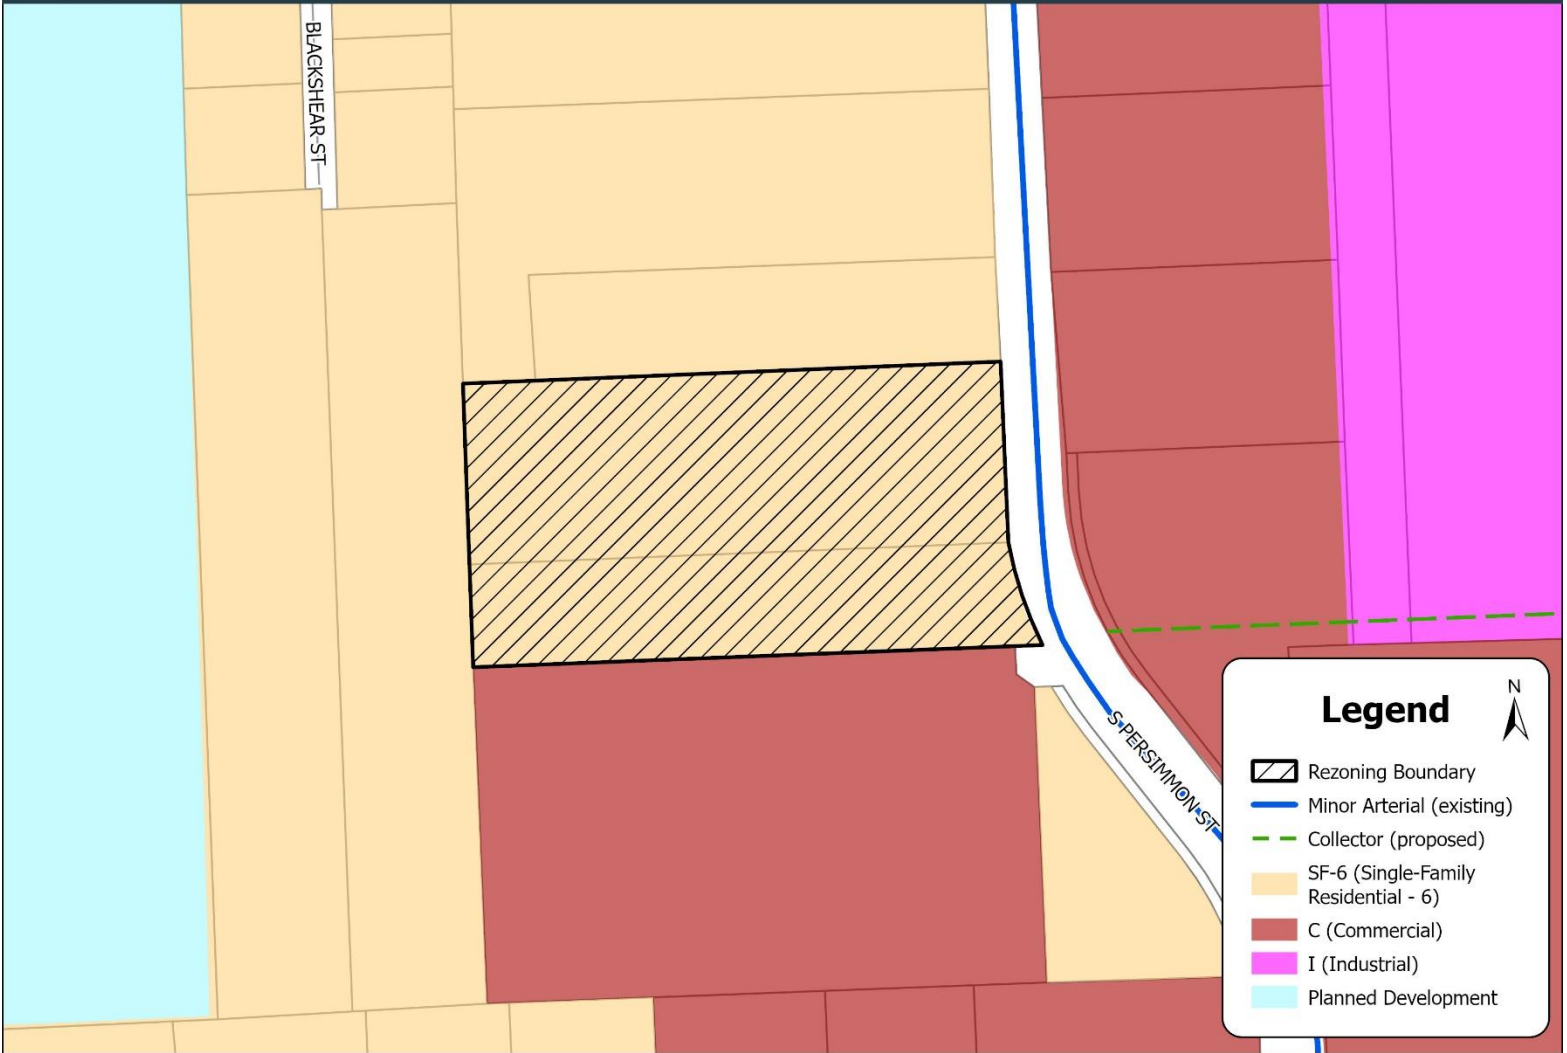 BLACKSHEAR ST
S PERSIMMON ST
Legend
N
Rezoning Boundary
Minor Arterial (existing)
Collector (proposed)
SF-6 (Single-Family
Residential - 6)
C (Commercial)
I (Industrial)
Planned Development